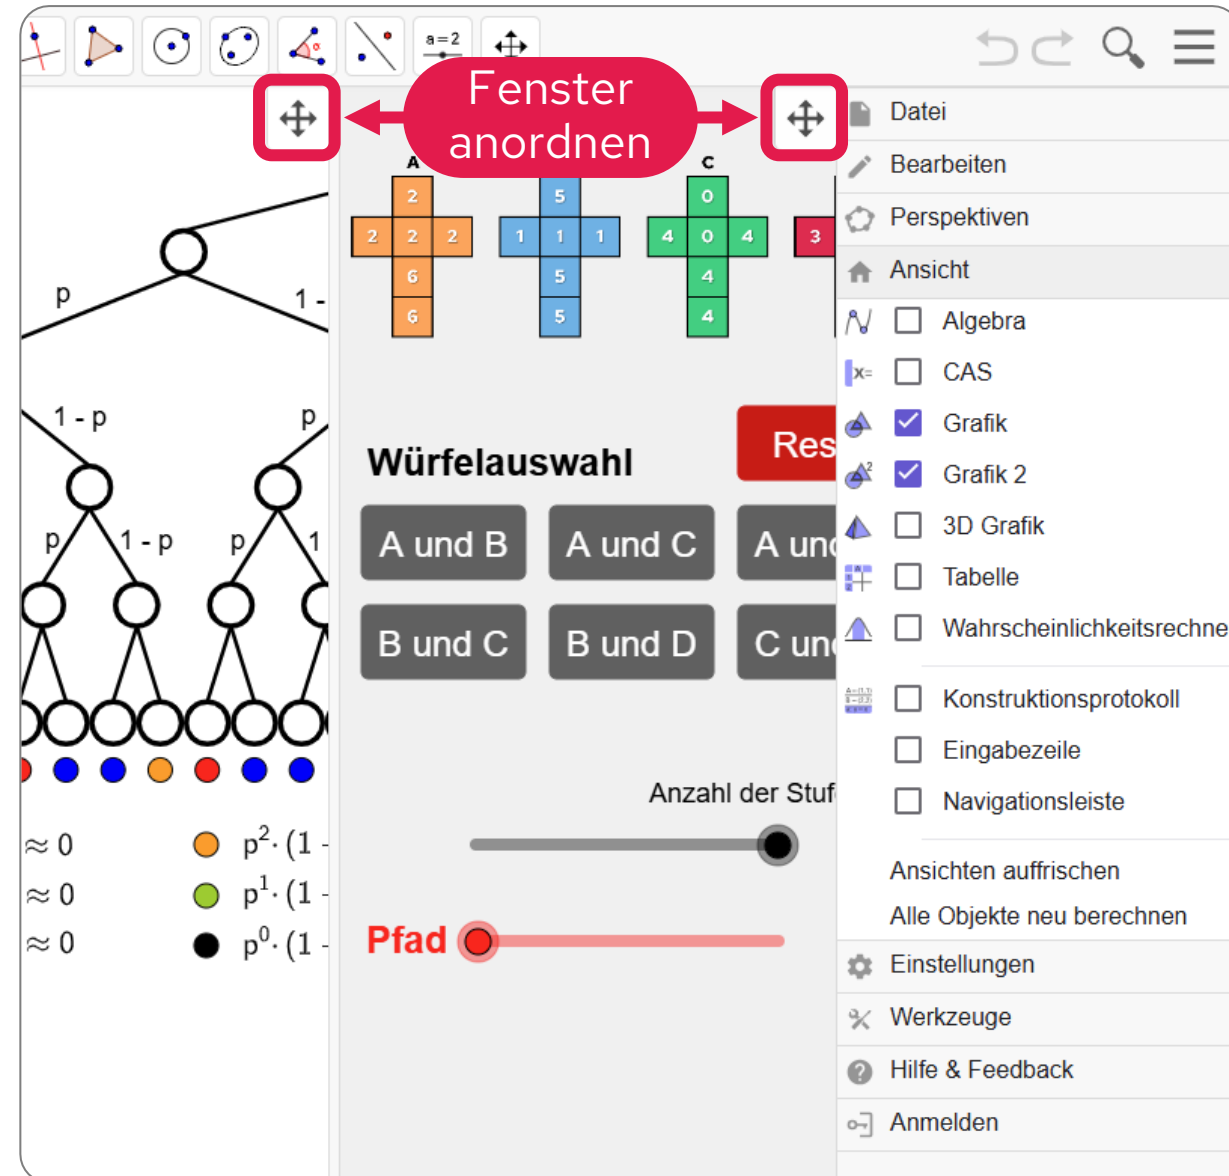 a=2
Fenster
anordnen
Datei
Bearbeiten
Perspektiven
Ansicht
Algebra
x=
CAS
Grafik
2
Grafik 2
3D Grafik
Tabelle
Wahrscheinlichkeitsrechne
Konstruktionsprotokoll
Eingabezeile
Navigationsleiste
Ansichten auffrischen
Alle Objekte neu berechnen
Einstellungen
Werkzeuge
Hilfe & Feedback
Anmelden
A
C
2
5
0
2 2 2
1 1 1
4 0 4
3
6
5
4
6
5
4
p
1 -
1 - p
p
p
1 - p
p
1
Würfelauswahl
Res
A und B
A und C
A und
B und C
B und D
C und
Anzahl der Stuf
Pfad
≈ 0
p²· (1 -
≈ 0
p¹· (1 -
≈ 0
p⁰· (1 -